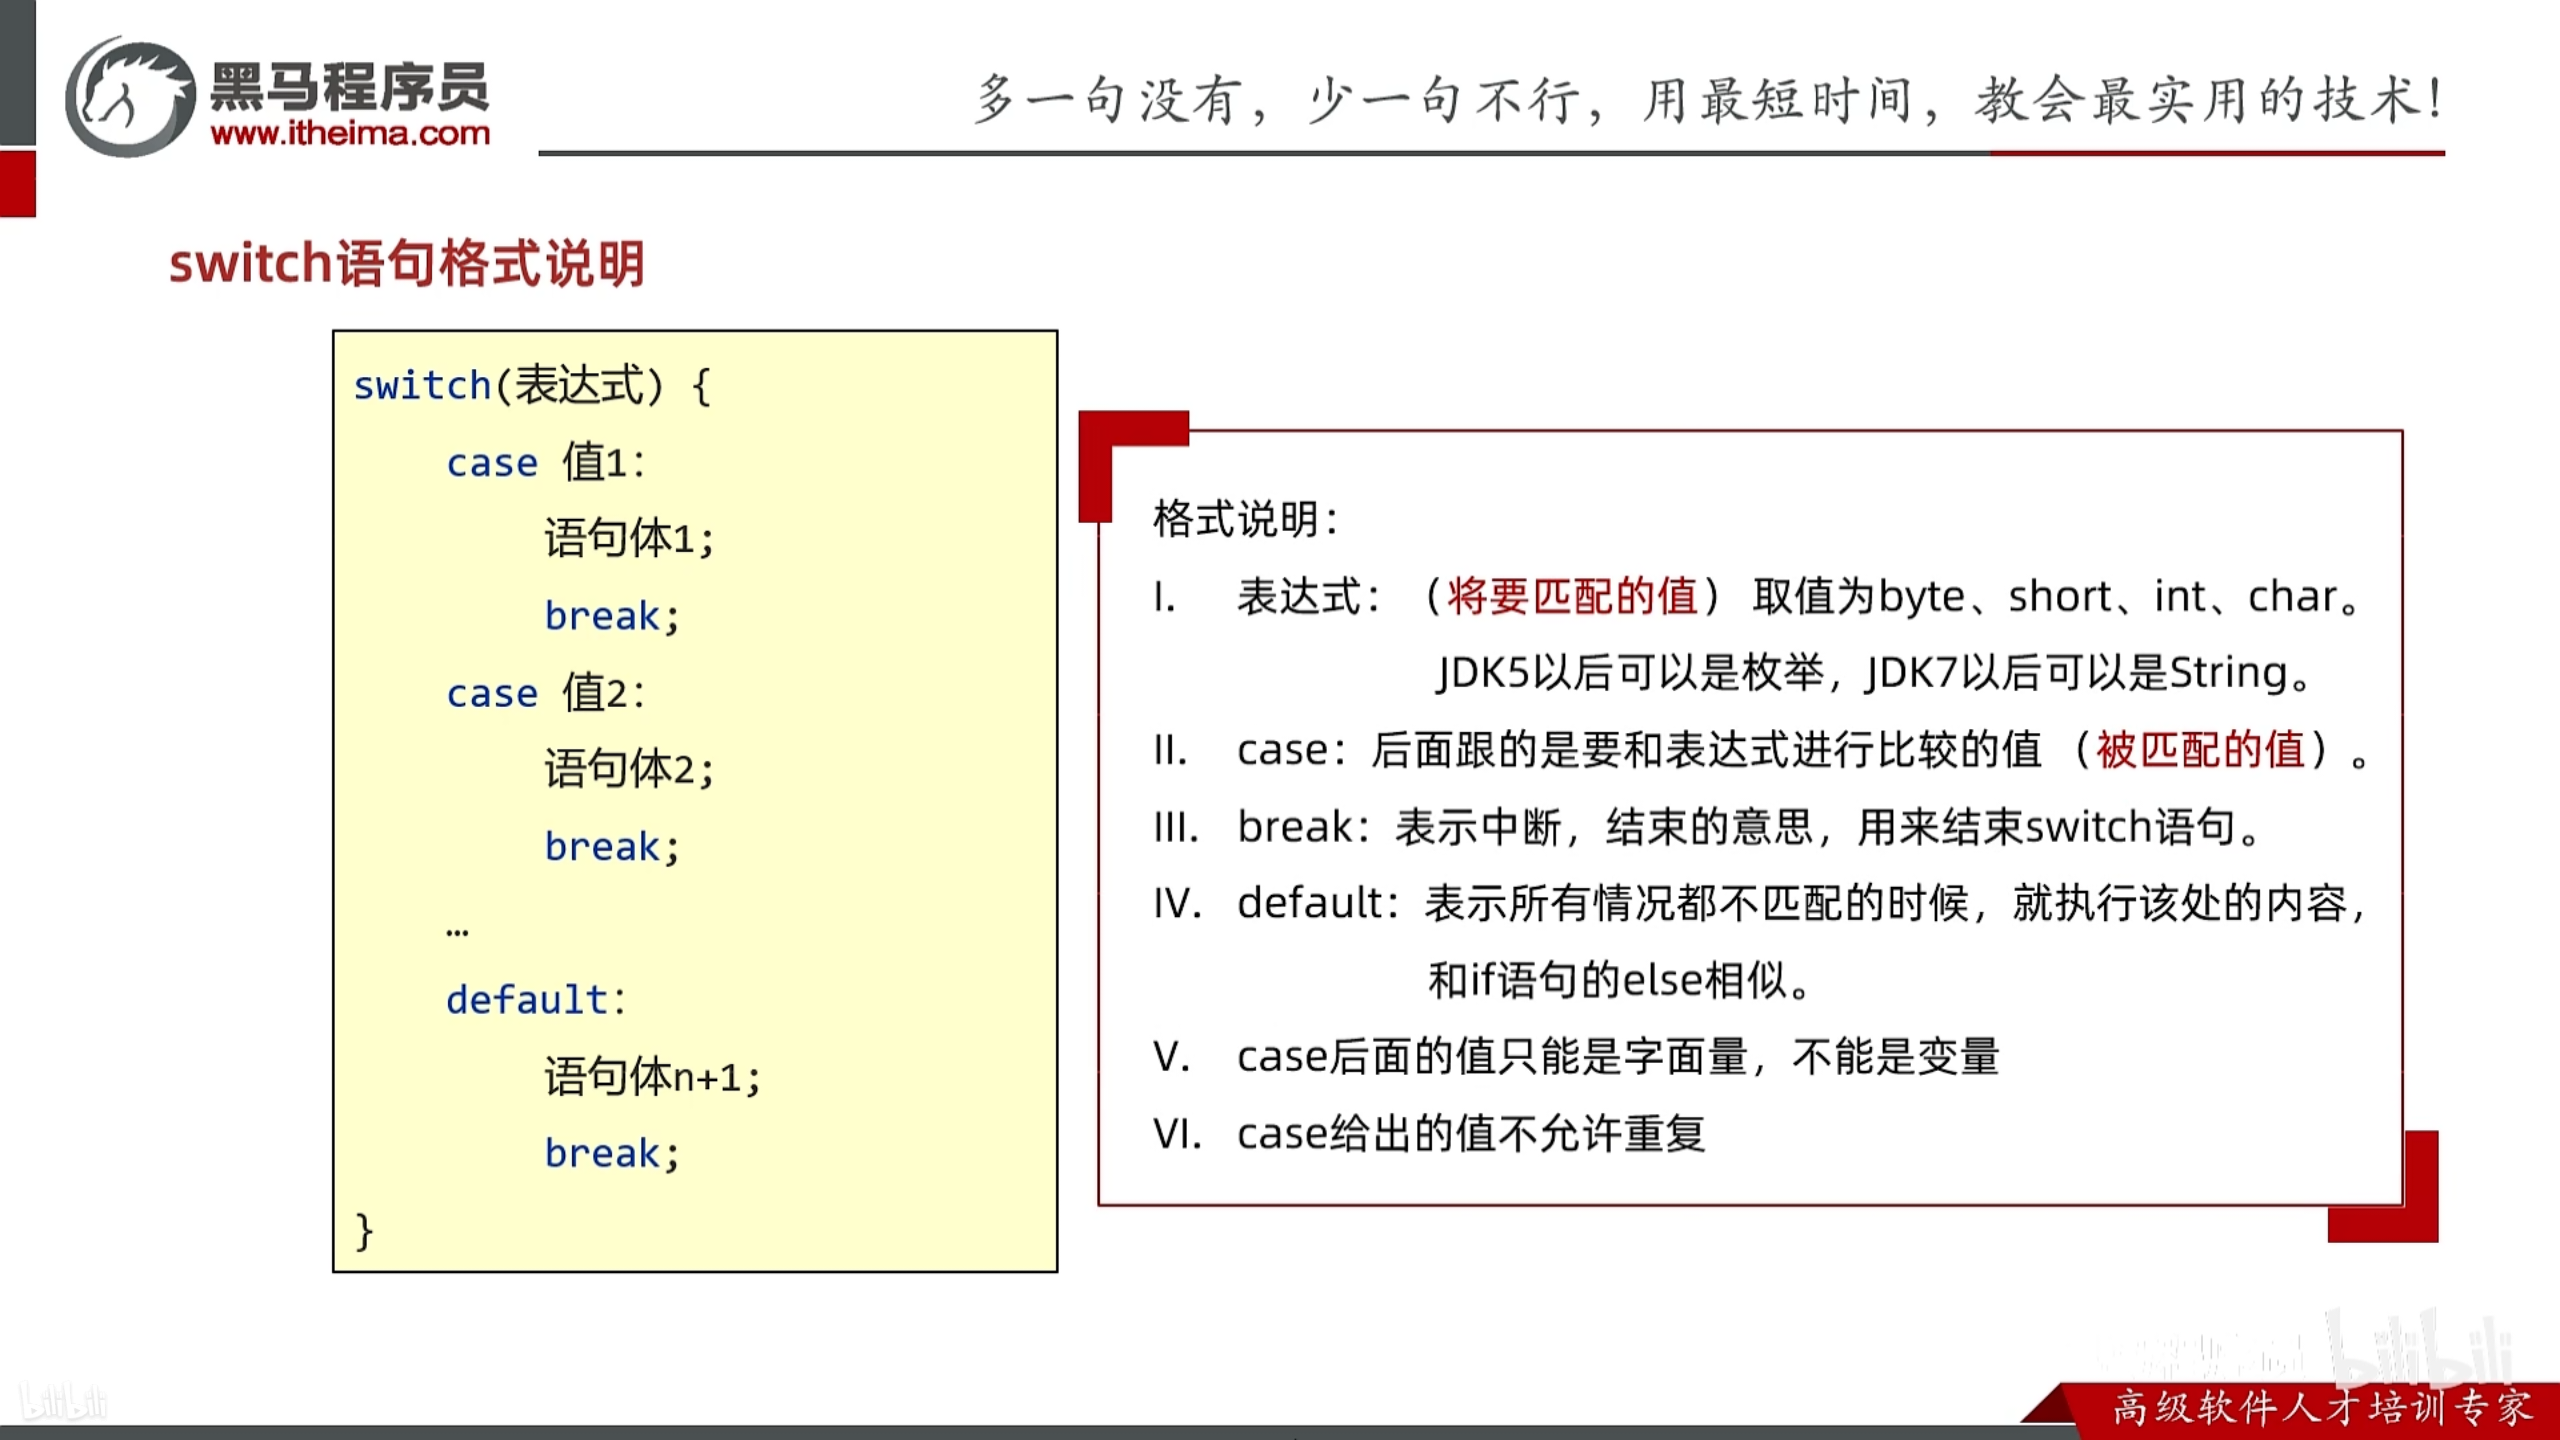 黑马程序员
www.itheima.com
多一句没有，少一句不行，用最短时间，教会最实用的技术！
switch语句格式说明
switch(表达式) {
case 值1:
语句体1;
break;
case 值2:
语句体2;
break;
…
default:
语句体n+1;
break;
}
格式说明：
I. 表达式：（将要匹配的值）取值为byte、short、int、char。
JDK5以后可以是枚举，JDK7以后可以是String。
II. case：后面跟的是要和表达式进行比较的值（被匹配的值）。
III. break：表示中断，结束的意思，用来结束switch语句。
IV. default：表示所有情况都不匹配的时候，就执行该处的内容，
和if语句的else相似。
V. case后面的值只能是字面量，不能是变量
VI. case给出的值不允许重复
bilibili
bilibili
高级软件人才培训专家